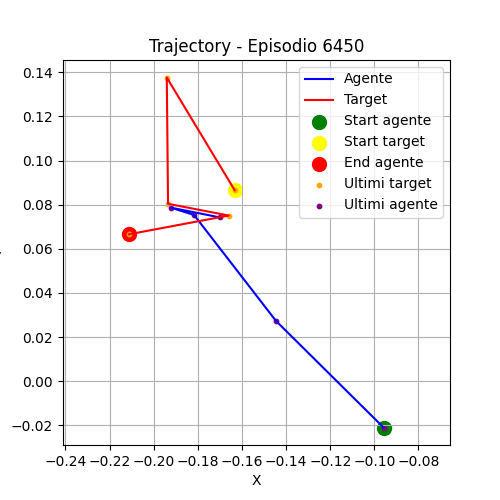 Trajectory - Episodio 6450
Agente
Target
Start agente
Start target
End agente
Ultimi target
Ultimi agente
0.14
0.12
0.10
0.08
0.06
0.04
0.02
0.00
−0.02
−0.24 −0.22 −0.20 −0.18 −0.16 −0.14 −0.12 −0.10 −0.08
X